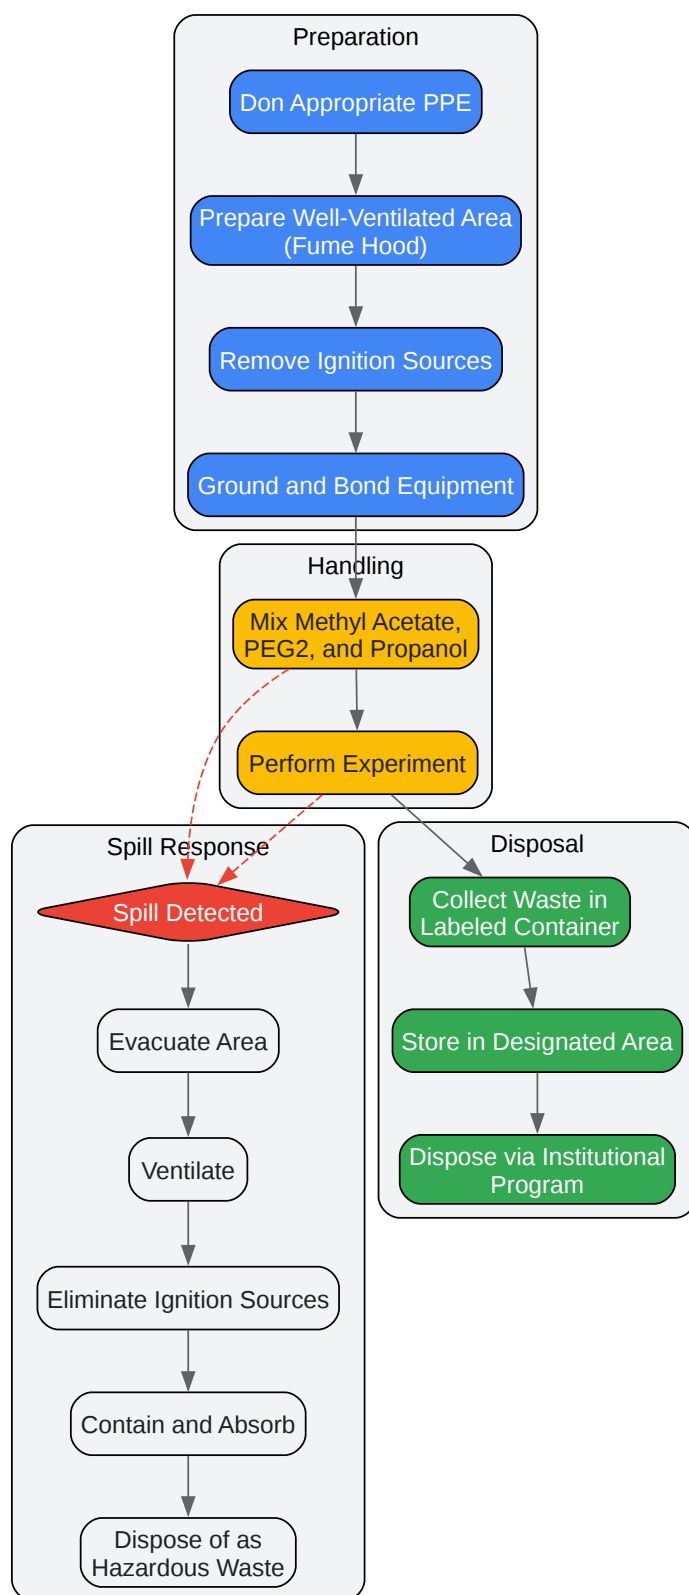 Preparation
Don Appropriate PPE
Prepare Well-Ventilated Area
(Fume Hood)
Remove Ignition Sources
Ground and Bond Equipment
Handling
Mix Methyl Acetate,
PEG2, and Propanol
Perform Experiment
Spill Response
Spill Detected
Evacuate Area
Ventilate
Eliminate Ignition Sources
Contain and Absorb
Dispose of as
Hazardous Waste
Disposal
Collect Waste in
Labeled Container
Store in Designated Area
Dispose via Institutional
Program